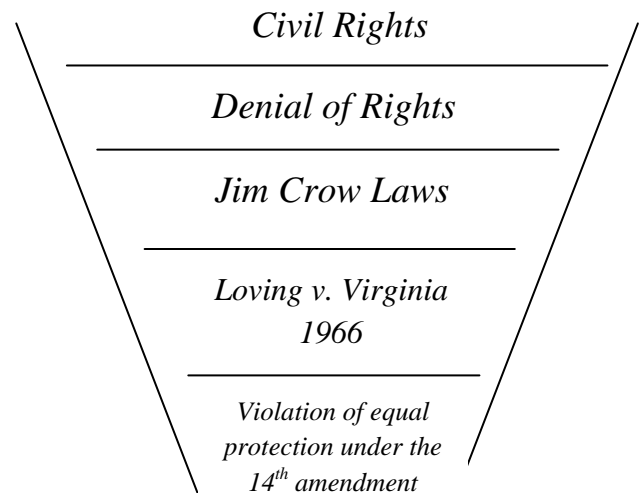 Civil Rights
Denial of Rights
Jim Crow Laws
Loving v. Virginia
1966
Violation of equal
protection under the
14th amendment